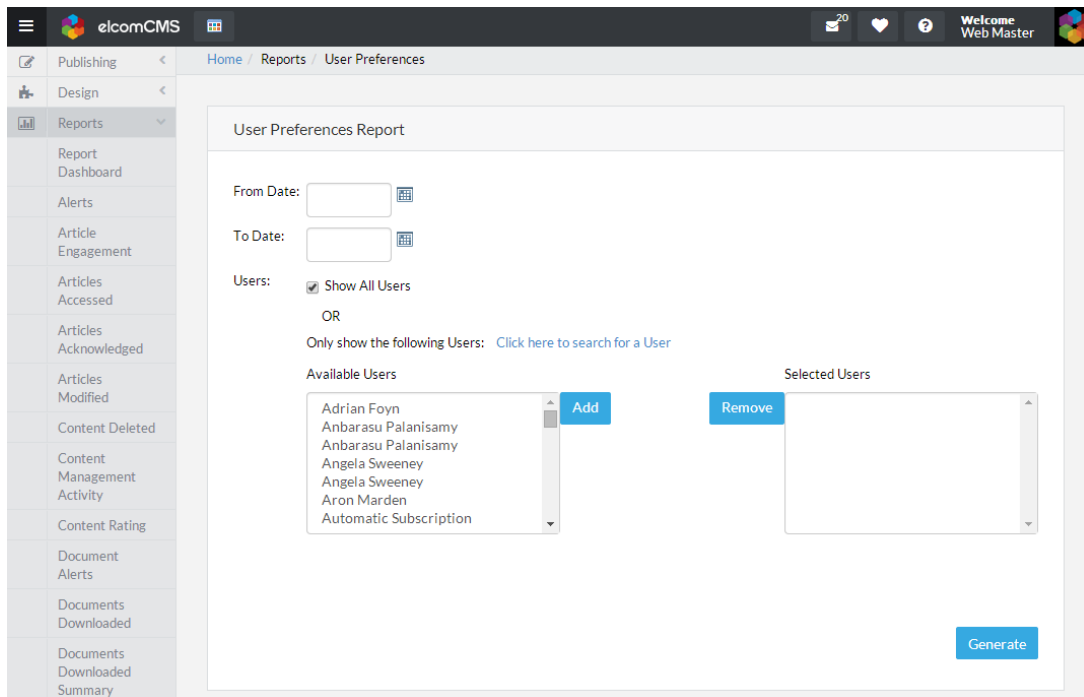 elcomCMS
20
Welcome
Web Master
Publishing
Design
Reports
Report
Dashboard
Alerts
Article
Engagement
Articles
Accessed
Articles
Acknowledged
Articles
Modified
Content Deleted
Content
Management
Activity
Content Rating
Document
Alerts
Documents
Downloaded
Documents
Downloaded
Summary
Home / Reports / User Preferences
User Preferences Report
From Date:
To Date:
Users:
Show All Users
OR
Only show the following Users: Click here to search for a User
Available Users
Selected Users
Adrian Foyn
Anbarasu Palanisamy
Anbarasu Palanisamy
Angela Sweeney
Angela Sweeney
Aron Marden
Automatic Subscription
Add
Remove
Generate